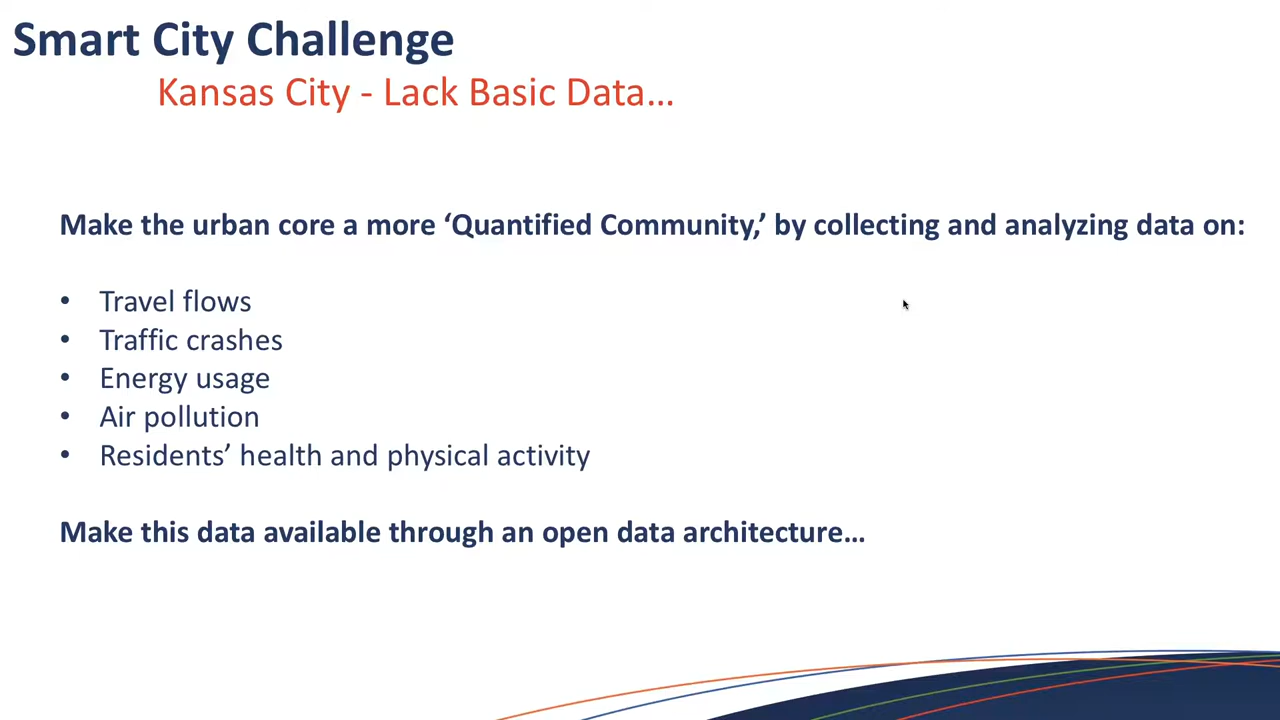 Smart City Challenge
Kansas City - Lack Basic Data…
Make the urban core a more ‘Quantified Community,’ by collecting and analyzing data on:
• Travel flows
• Traffic crashes
• Energy usage
• Air pollution
• Residents’ health and physical activity
Make this data available through an open data architecture…